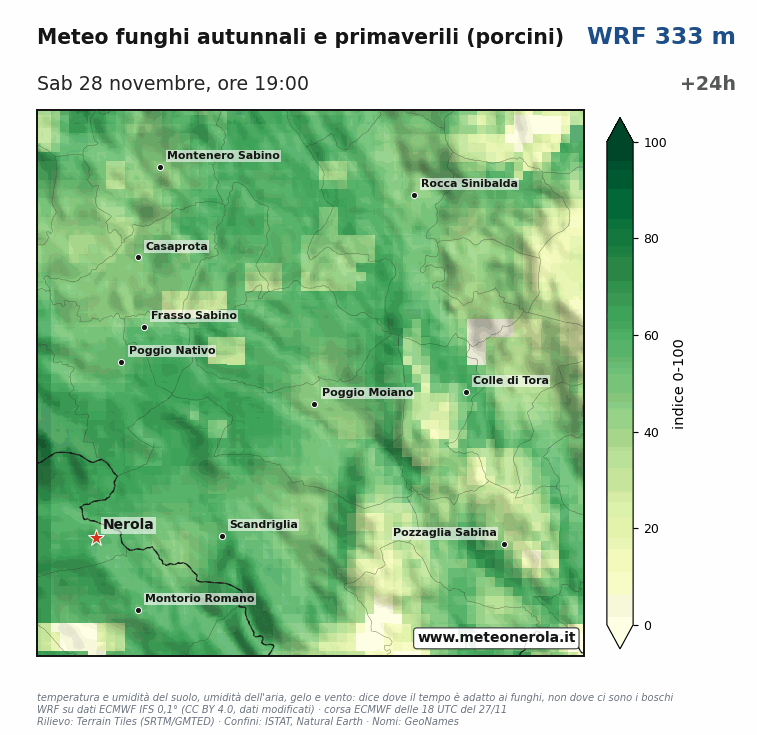 Meteo funghi autunnali e primaverili (porcini) WRF 333 m
Sab 28 novembre, ore 19:00 +24h
Montenero Sabino
Rocca Sinibalda
Casaprota
Frasso Sabino
Poggio Nativo
Colle di Tora
Poggio Moiano
Nerola
Scandriglia
Pozzaglia Sabina
Montorio Romano
www.meteonerola.it
100
80
60
40
20
0
indice 0-100
temperatura e umidità del suolo, umidità dell'aria, gelo e vento: dice dove il tempo è adatto ai funghi, non dove ci sono i boschi
WRF su dati ECMWF IFS 0,1° (CC BY 4.0, dati modificati) · corsa ECMWF delle 18 UTC del 27/11
Rilievo: Terrain Tiles (SRTM/GMTED) · Confini: ISTAT, Natural Earth · Nomi: GeoNames